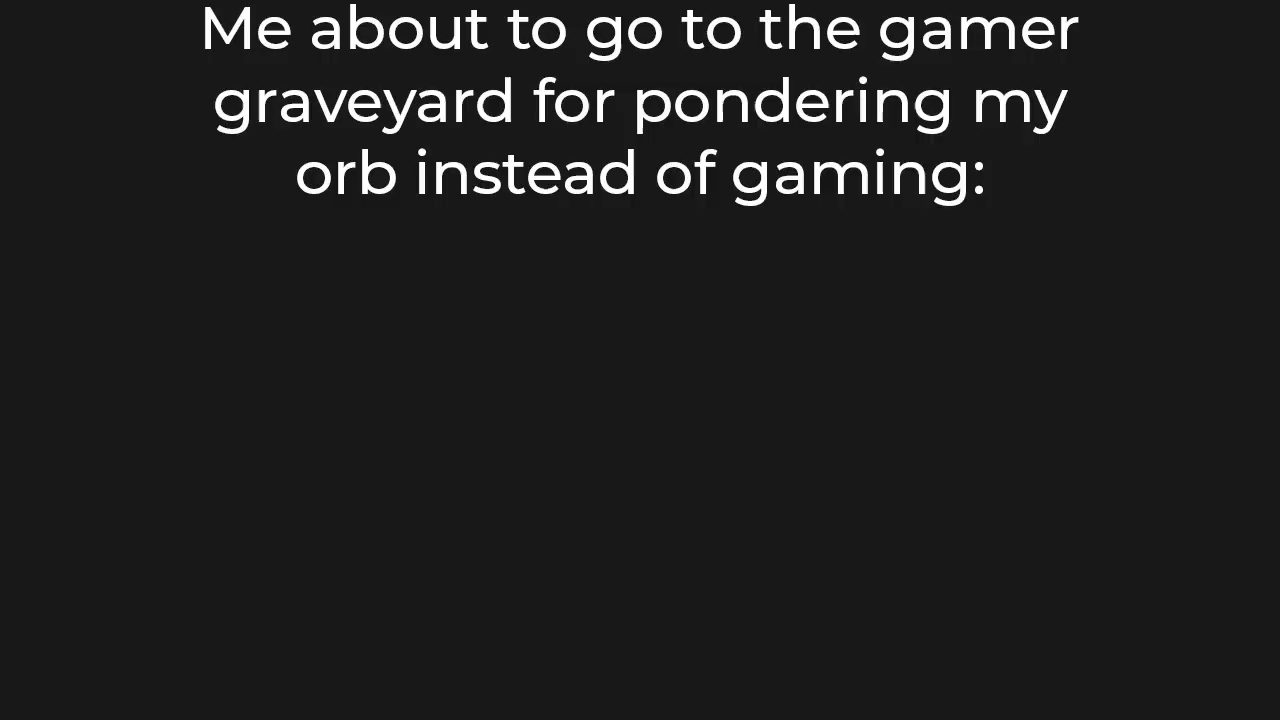 Me about to go to the gamer
graveyard for pondering my
orb instead of gaming: